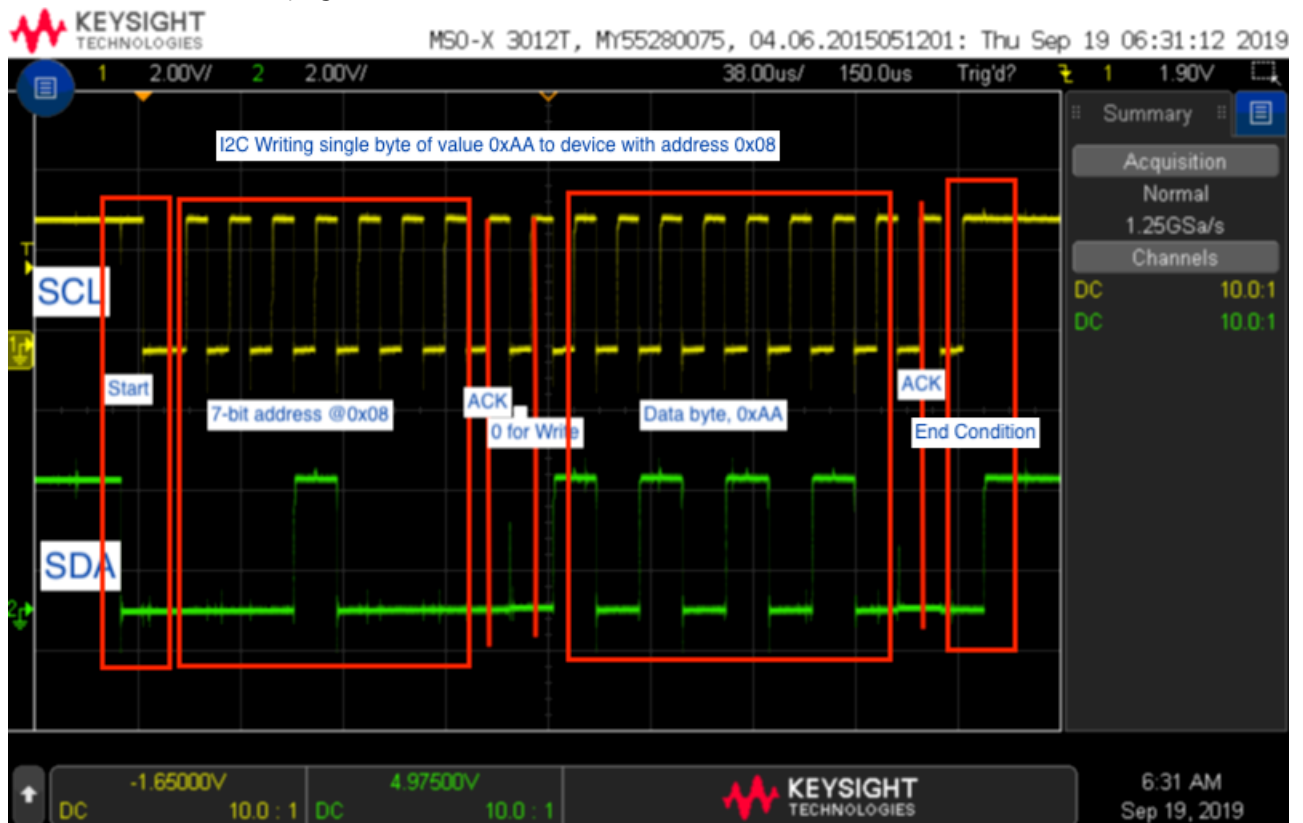 KEYSIGHT
TECHNOLOGIES
MSO-X 3012T, MY55280075, 04.06.2015051201: Thu Sep 19 06:31:12 2019
1 2.00V/ 2 2.00V/ 38.00us/ 150.0us Trig'd? 1 1.90V
Summary
I2C Writing single byte of value 0xAA to device with address 0x08
Acquisition
Normal
1.25GSa/s
Channels
DC 10.0:1
DC 10.0:1
T
SCL
1
Start
7-bit address @0x08
ACK
0 for Write
Data byte, 0xAA
ACK
End Condition
SDA
2
-1.65000V
DC 10.0 : 1
4.97500V
DC 10.0 : 1
KEYSIGHT
TECHNOLOGIES
6:31 AM
Sep 19, 2019